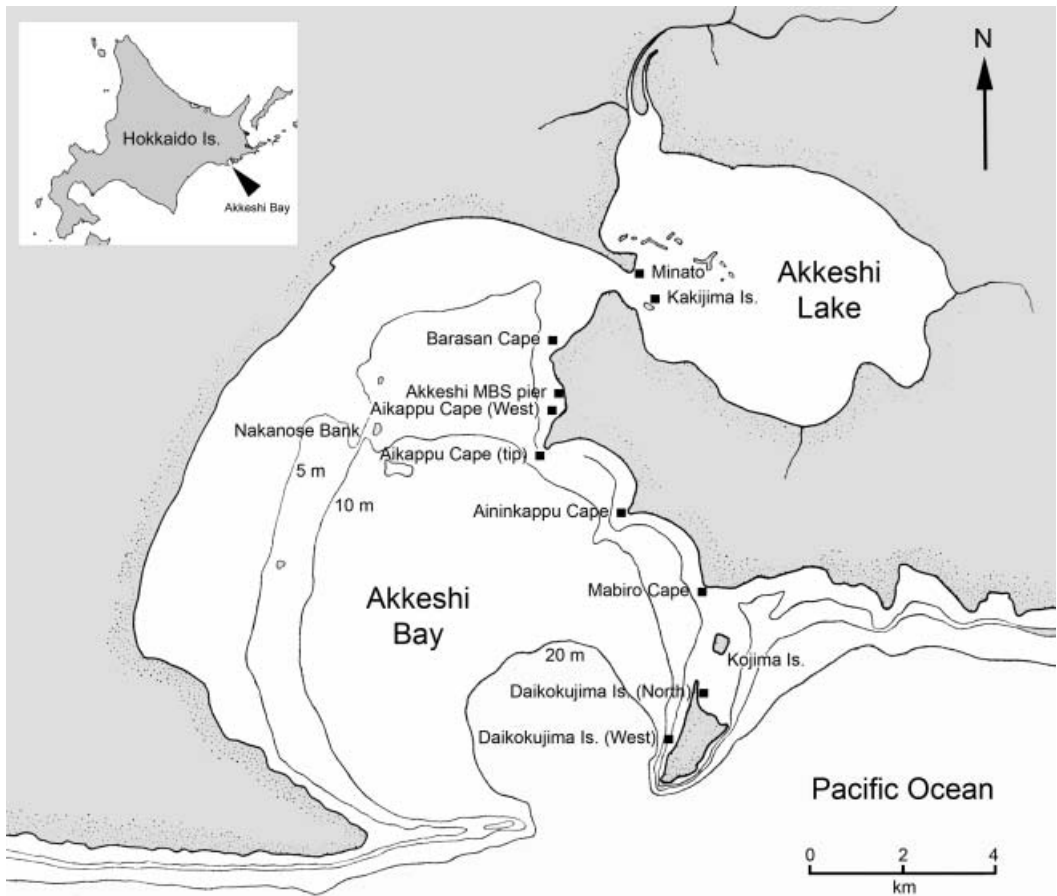 N
Hokkaido Is.
Akkeshi Bay
Minato
Kakijima Is.
Akkeshi
Lake
Barasan Cape
Akkeshi MBS pier
Aikappu Cape (West)
Nakanose Bank
Aikappu Cape (tip)
5 m
10 m
Aininkappu Cape
Akkeshi
Bay
Mabiro Cape
20 m
Kojima Is.
Daikokujima Is. (North)
Daikokujima Is. (West)
Pacific Ocean
0 2 4
km